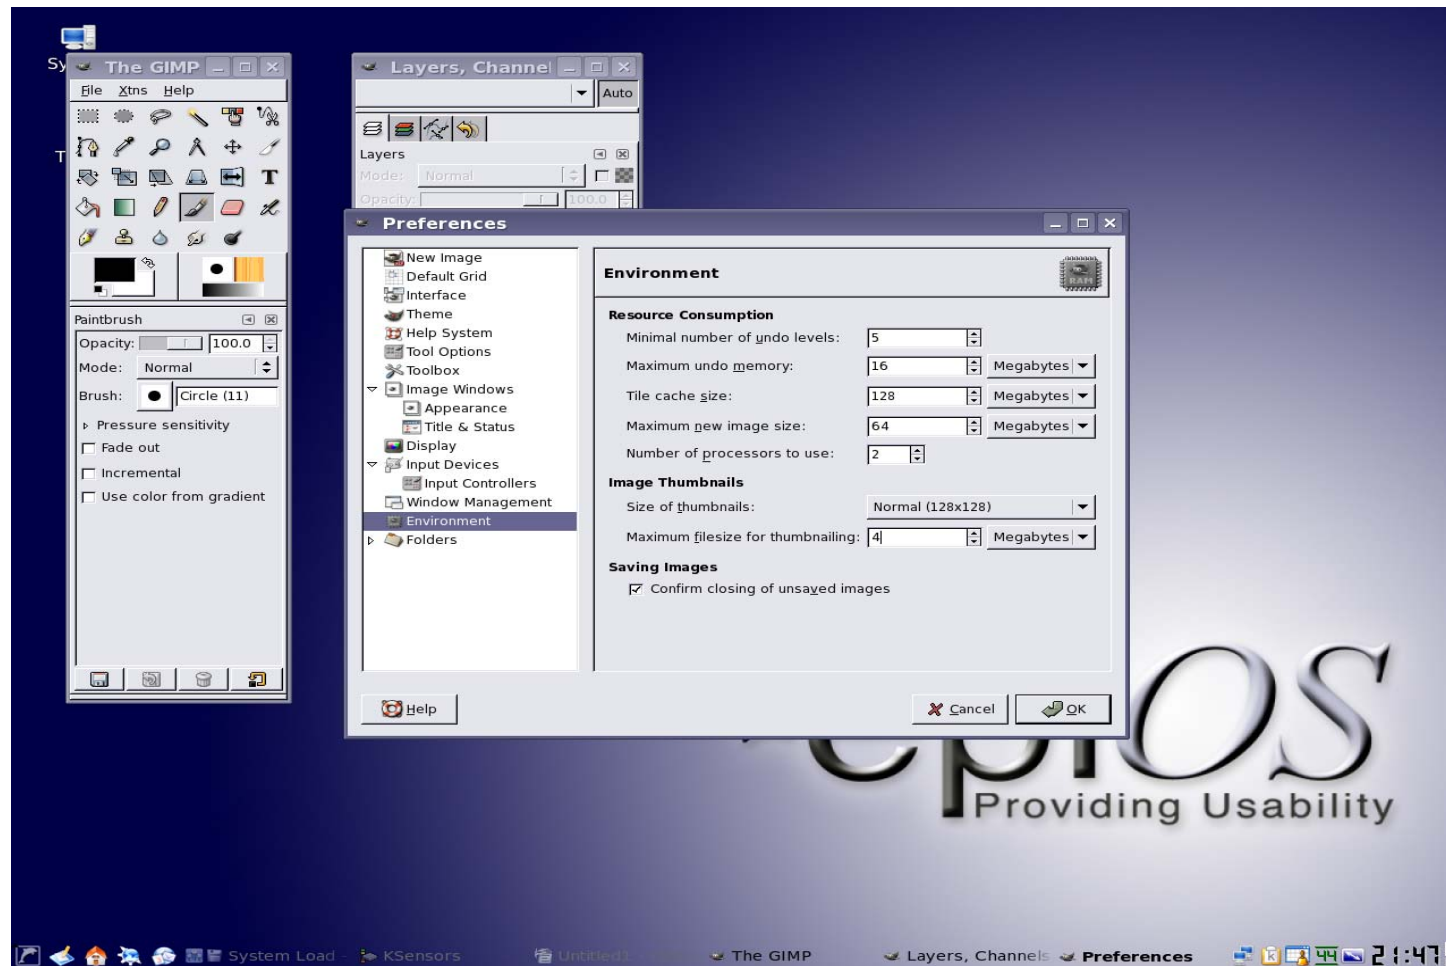 Sy
The GIMP
File Xtns Help
T
Paintbrush
Opacity: 100.0
Mode: Normal
Brush: Circle (11)
Pressure sensitivity
Fade out
Incremental
Use color from gradient
Layers, Channel
Auto
Layers
Mode: Normal
Opacity: 100.0
Preferences
New Image
Default Grid
Interface
Theme
Help System
Tool Options
Toolbox
Image Windows
Appearance
Title & Status
Display
Input Devices
Input Controllers
Window Management
Environment
Folders
Environment
RAM
Resource Consumption
Minimal number of undo levels: 5
Maximum undo memory: 16 Megabytes
Tile cache size: 128 Megabytes
Maximum new image size: 64 Megabytes
Number of processors to use: 2
Image Thumbnails
Size of thumbnails: Normal (128x128)
Maximum filesize for thumbnailing: 4 Megabytes
Saving Images
Confirm closing of unsaved images
Help Cancel OK
OS
Providing Usability
System Load - KSensors Untitled1 The GIMP Layers, Channels Preferences 44 21:47